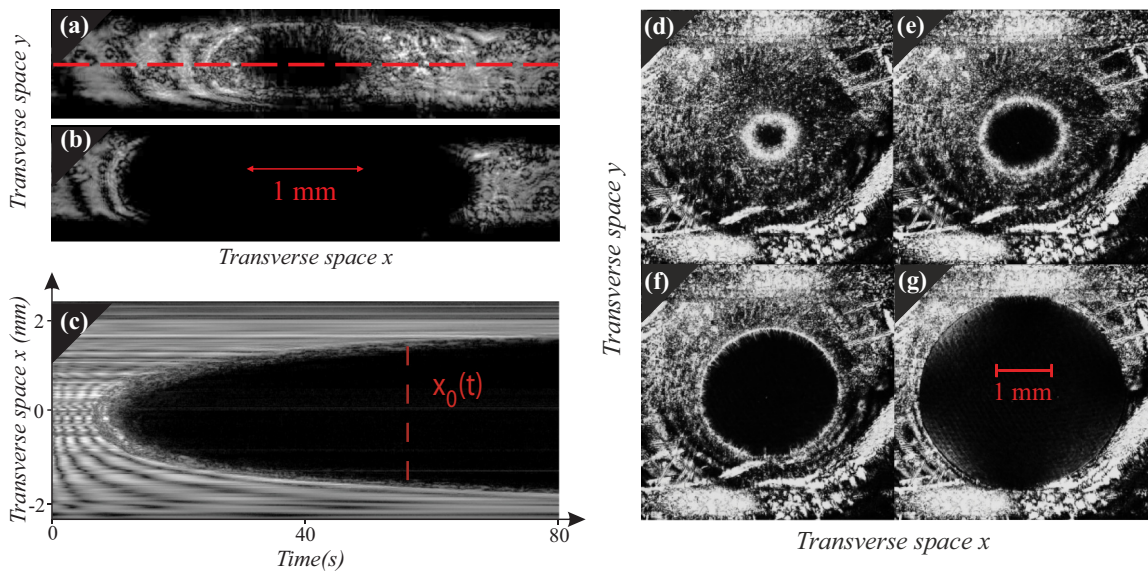 (a)
(b)
Transverse space y
1 mm
Transverse space x
(c)
Transverse space x (mm)
2
0
-2
x0(t)
0
40
80
Time(s)
(d)
(e)
(f)
(g)
Transverse space y
1 mm
Transverse space x